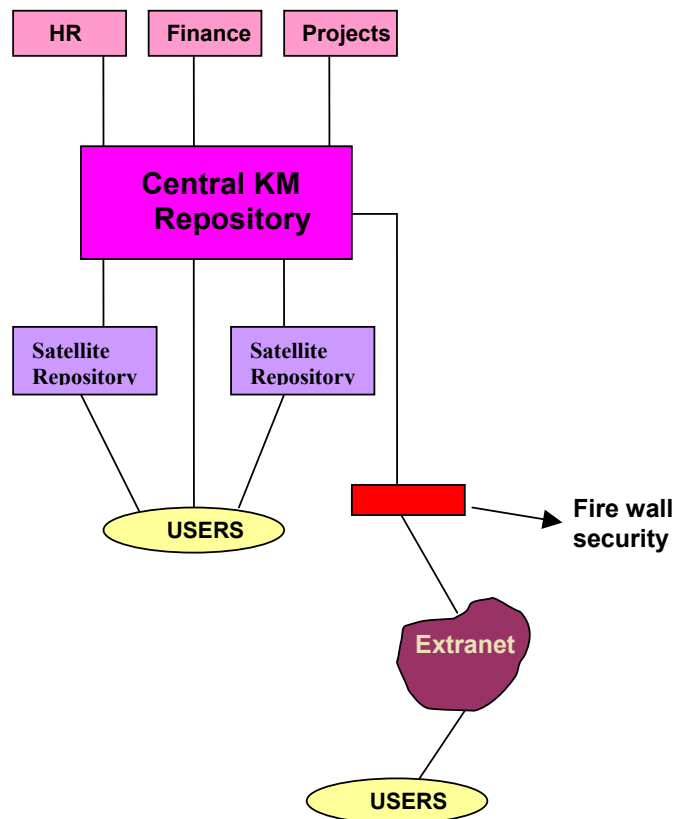 HR
Finance
Projects
Central KM
Repository
Satellite
Repository
Satellite
Repository
USERS
Fire wall
security
Extranet
USERS